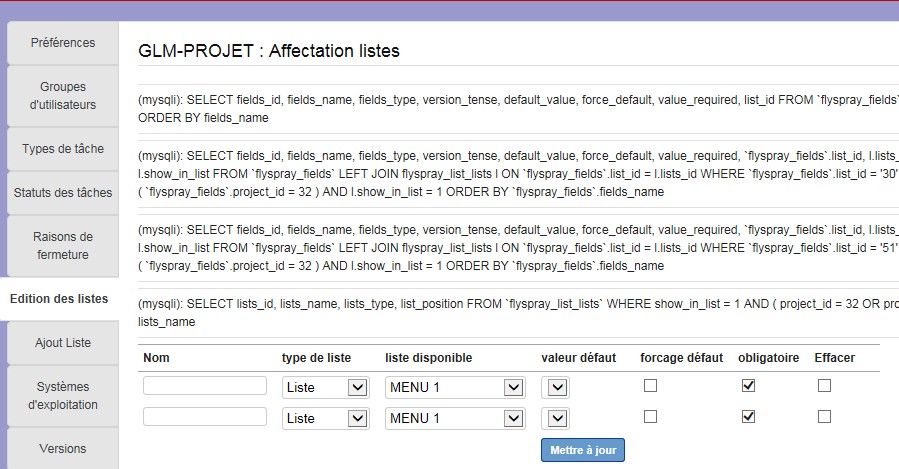 Préférences
Groupes
d'utilisateurs
Types de tâche
Statuts des tâches
Raisons de
fermeture
Edition des listes
Ajout Liste
Systèmes
d'exploitation
Versions
GLM-PROJET : Affectation listes
(mysqli): SELECT fields_id, fields_name, fields_type, version_tense, default_value, force_default, value_required, list_id FROM `flyspray_fields`
ORDER BY fields_name
(mysqli): SELECT fields_id, fields_name, fields_type, version_tense, default_value, force_default, value_required, `flyspray_fields`.list_id, l.lists_
l.show_in_list FROM `flyspray_fields` LEFT JOIN flyspray_list_lists l ON `flyspray_fields`.list_id = l.lists_id WHERE `flyspray_fields`.list_id = '30'
( `flyspray_fields`.project_id = 32 ) AND l.show_in_list = 1 ORDER BY `flyspray_fields`.fields_name
(mysqli): SELECT fields_id, fields_name, fields_type, version_tense, default_value, force_default, value_required, `flyspray_fields`.list_id, l.lists_
l.show_in_list FROM `flyspray_fields` LEFT JOIN flyspray_list_lists l ON `flyspray_fields`.list_id = l.lists_id WHERE `flyspray_fields`.list_id = '51'
( `flyspray_fields`.project_id = 32 ) AND l.show_in_list = 1 ORDER BY `flyspray_fields`.fields_name
(mysqli): SELECT lists_id, lists_name, lists_type, list_position FROM `flyspray_list_lists` WHERE show_in_list = 1 AND ( project_id = 32 OR pro
lists_name
Nom type de liste liste disponible valeur défaut forcage défaut obligatoire Effacer
Liste MENU 1
Liste MENU 1
Mettre à jour